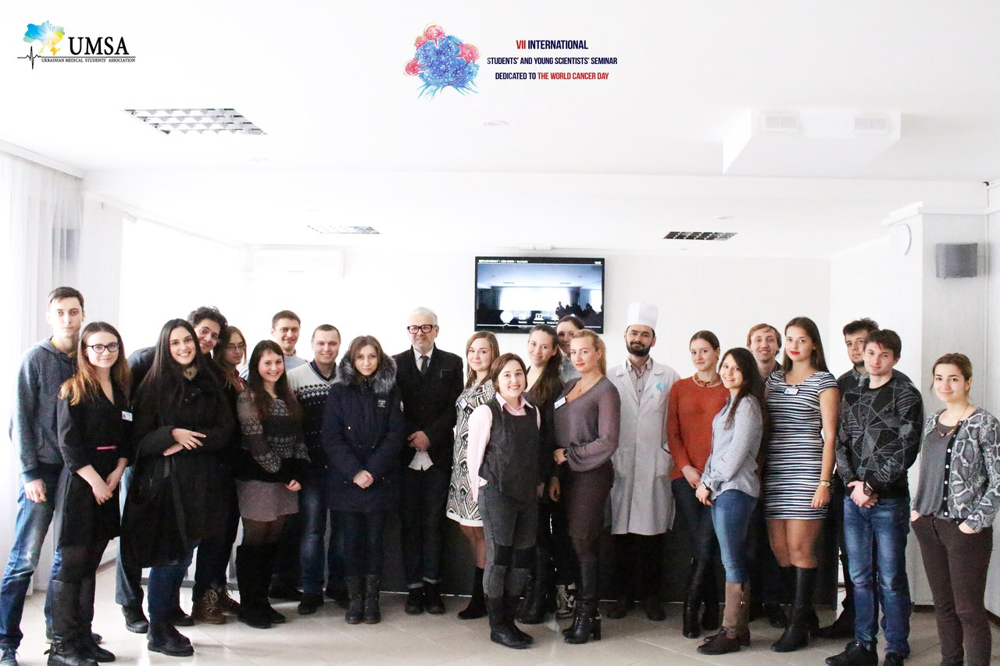 UMSA
UKRAINIAN MEDICAL STUDENTS' ASSOCIATION
VII INTERNATIONAL
STUDENTS' AND YOUNG SCIENTISTS' SEMINAR
DEDICATED TO THE WORLD CANCER DAY